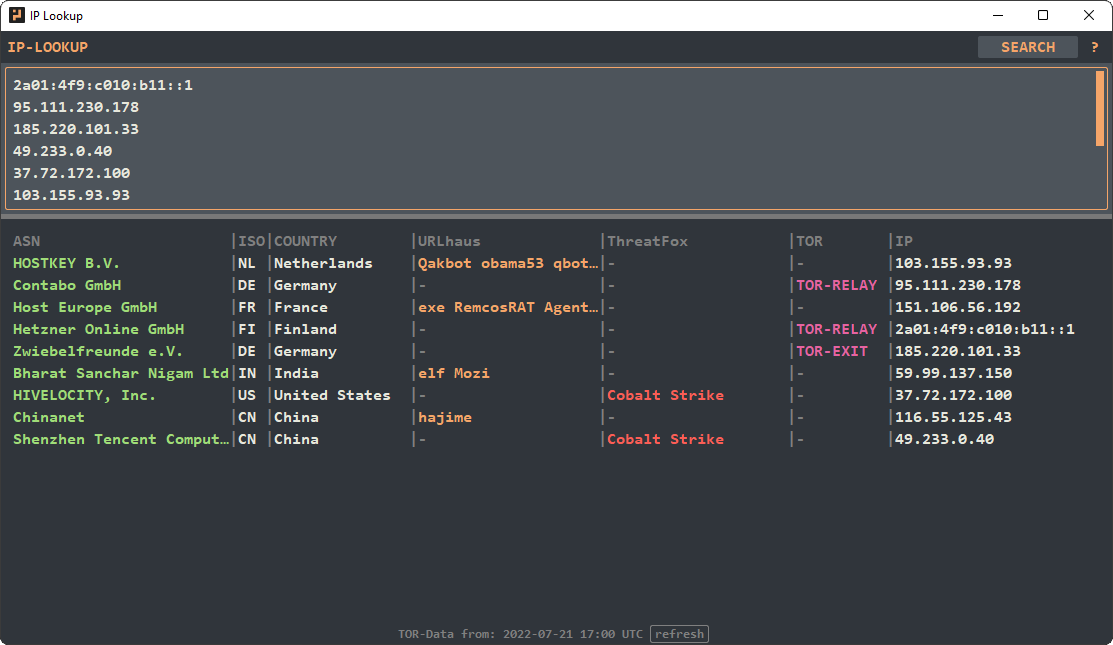 IP Lookup
IP-LOOKUP SEARCH ?
2a01:4f9:c010:b11::1
95.111.230.178
185.220.101.33
49.233.0.40
37.72.172.100
103.155.93.93
ASN |ISO|COUNTRY |URLhaus |ThreatFox |TOR |IP
HOSTKEY B.V. |NL |Netherlands |Qakbot obama53 qbot…|- |- |103.155.93.93
Contabo GmbH |DE |Germany |- |- |TOR-RELAY |95.111.230.178
Host Europe GmbH |FR |France |exe RemcosRAT Agent…|- |- |151.106.56.192
Hetzner Online GmbH |FI |Finland |- |- |TOR-RELAY |2a01:4f9:c010:b11::1
Zwiebelfreunde e.V. |DE |Germany |- |- |TOR-EXIT |185.220.101.33
Bharat Sanchar Nigam Ltd|IN |India |elf Mozi |- |- |59.99.137.150
HIVELOCITY, Inc. |US |United States |- |Cobalt Strike |- |37.72.172.100
Chinanet |CN |China |hajime |- |- |116.55.125.43
Shenzhen Tencent Comput…|CN |China |- |Cobalt Strike |- |49.233.0.40
TOR-Data from: 2022-07-21 17:00 UTC refresh